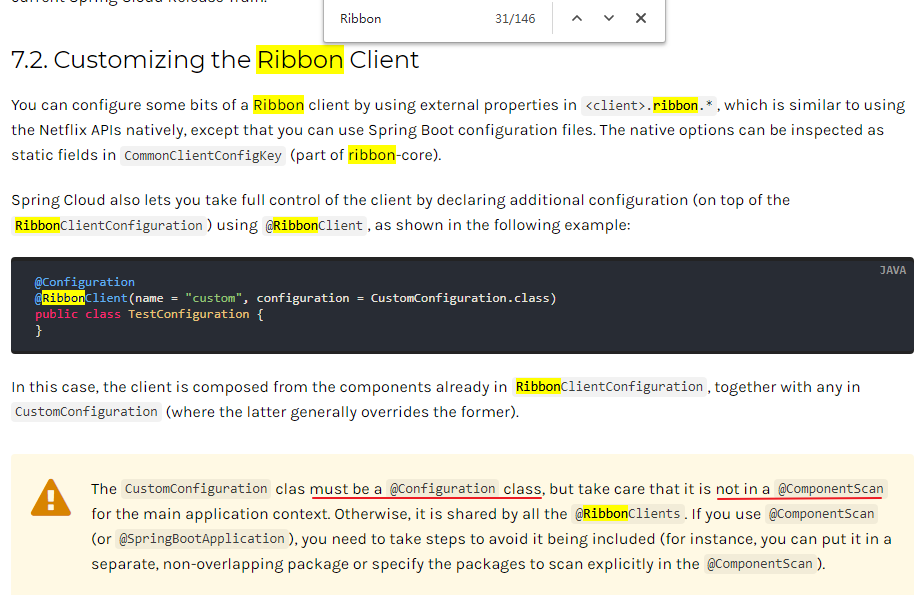 current Spring Cloud Release Train.
Ribbon 31/146
7.2. Customizing the Ribbon Client
You can configure some bits of a Ribbon client by using external properties in <client>.ribbon.*, which is similar to using
the Netflix APIs natively, except that you can use Spring Boot configuration files. The native options can be inspected as
static fields in CommonClientConfigKey (part of ribbon-core).
Spring Cloud also lets you take full control of the client by declaring additional configuration (on top of the
RibbonClientConfiguration) using @RibbonClient, as shown in the following example:
JAVA
@Configuration
@RibbonClient(name = "custom", configuration = CustomConfiguration.class)
public class TestConfiguration {
}
In this case, the client is composed from the components already in RibbonClientConfiguration, together with any in
CustomConfiguration (where the latter generally overrides the former).
The CustomConfiguration clas must be a @Configuration class, but take care that it is not in a @ComponentScan
for the main application context. Otherwise, it is shared by all the @RibbonClients. If you use @ComponentScan
(or @SpringBootApplication), you need to take steps to avoid it being included (for instance, you can put it in a
separate, non-overlapping package or specify the packages to scan explicitly in the @ComponentScan).